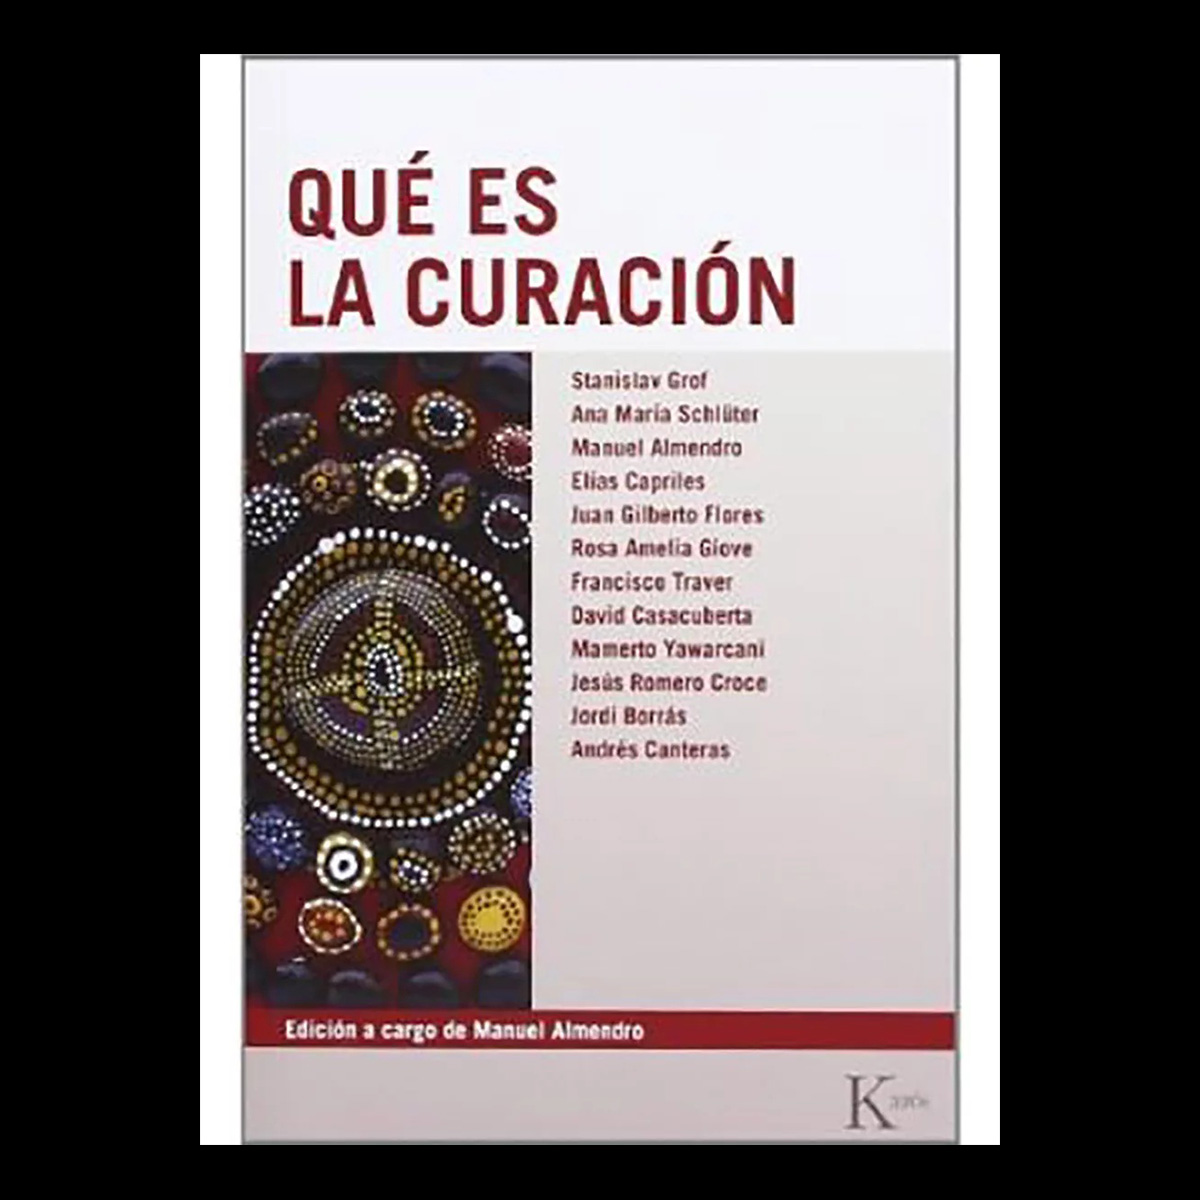 QUÉ ES
LA CURACIÓN
Stanislav Grof
Ana María Schlüter
Manuel Almendro
Elías Capriles
Juan Gilberto Flores
Rosa Amelia Giove
Francisco Traver
David Casacuberta
Mamerto Yawarcani
Jesús Romero Croce
Jordi Borrás
Andrés Canteras
Edición a cargo de Manuel Almendro
Kairós